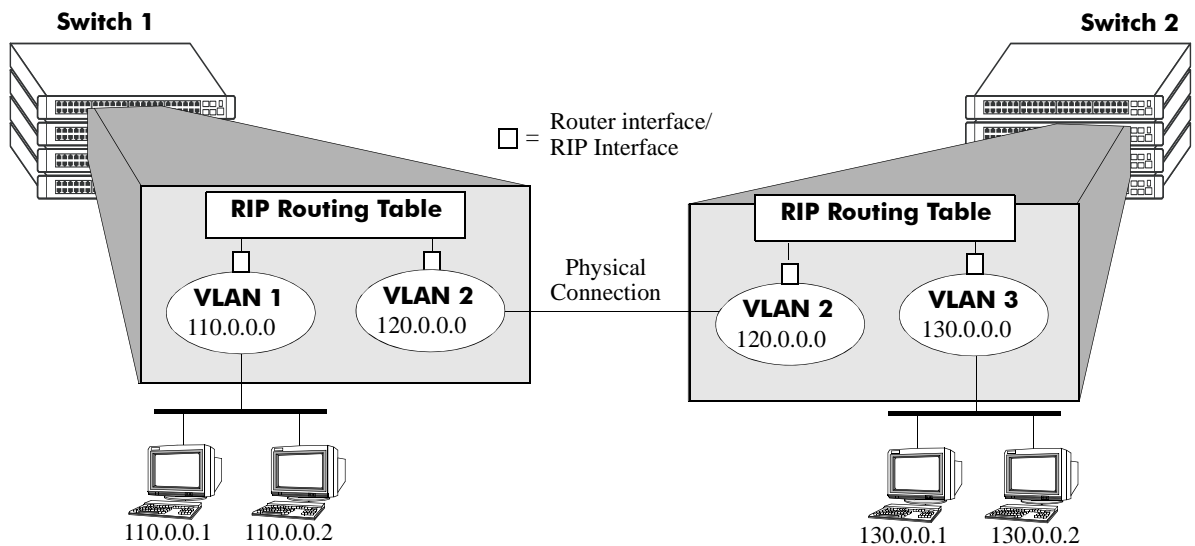 Switch 1
Switch 2
= Router interface/
RIP Interface
RIP Routing Table
RIP Routing Table
VLAN 1
110.0.0.0
VLAN 2
120.0.0.0
Physical
Connection
VLAN 2
120.0.0.0
VLAN 3
130.0.0.0
110.0.0.1
110.0.0.2
130.0.0.1
130.0.0.2